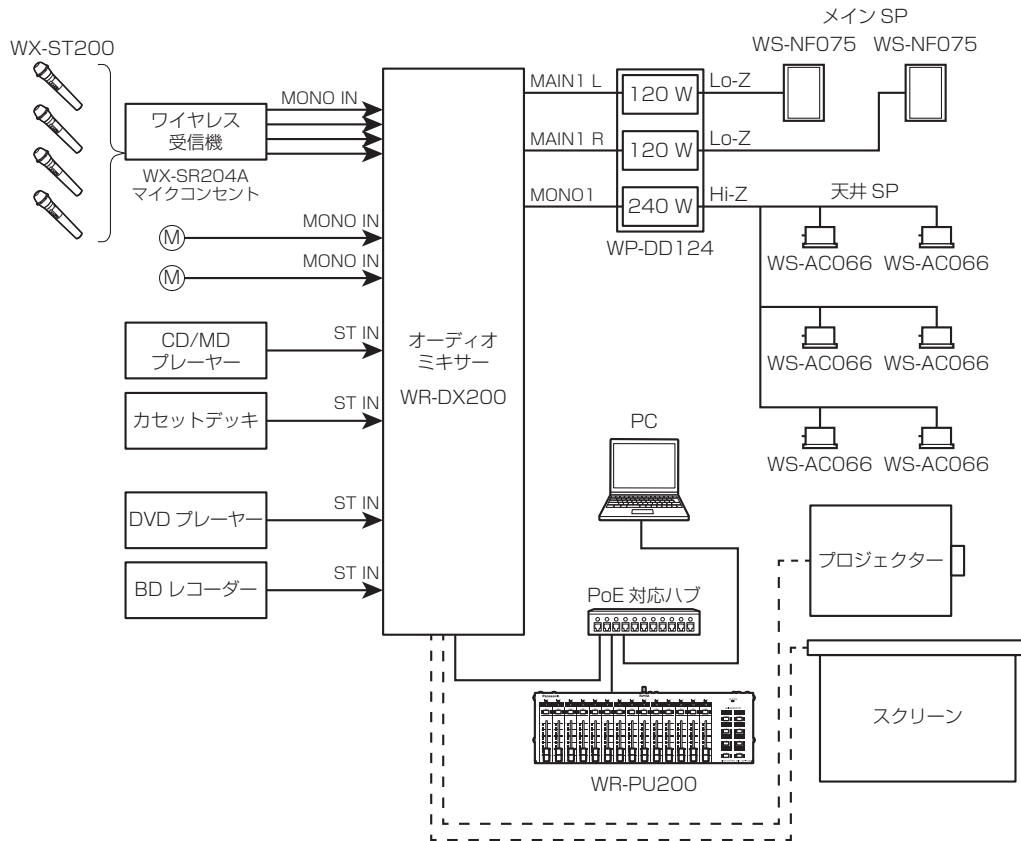 メイン SP
WX-ST200
WS-NF075
WS-NF075
MONO IN
ワイヤレス
受信機
WX-SR204A
マイクコンセント
MAIN1 L
120 W
Lo-Z
MAIN1 R
120 W
Lo-Z
MONO1
240 W
Hi-Z
WP-DD124
天井 SP
M
MONO IN
M
MONO IN
WS-AC066
WS-AC066
CD/MD
プレーヤー
ST IN
オーディオ
ミキサー
WR-DX200
WS-AC066
WS-AC066
カセットデッキ
ST IN
PC
WS-AC066
WS-AC066
DVD プレーヤー
ST IN
プロジェクター
BD レコーダー
ST IN
PoE 対応ハブ
Panasonic
スクリーン
WR-PU200